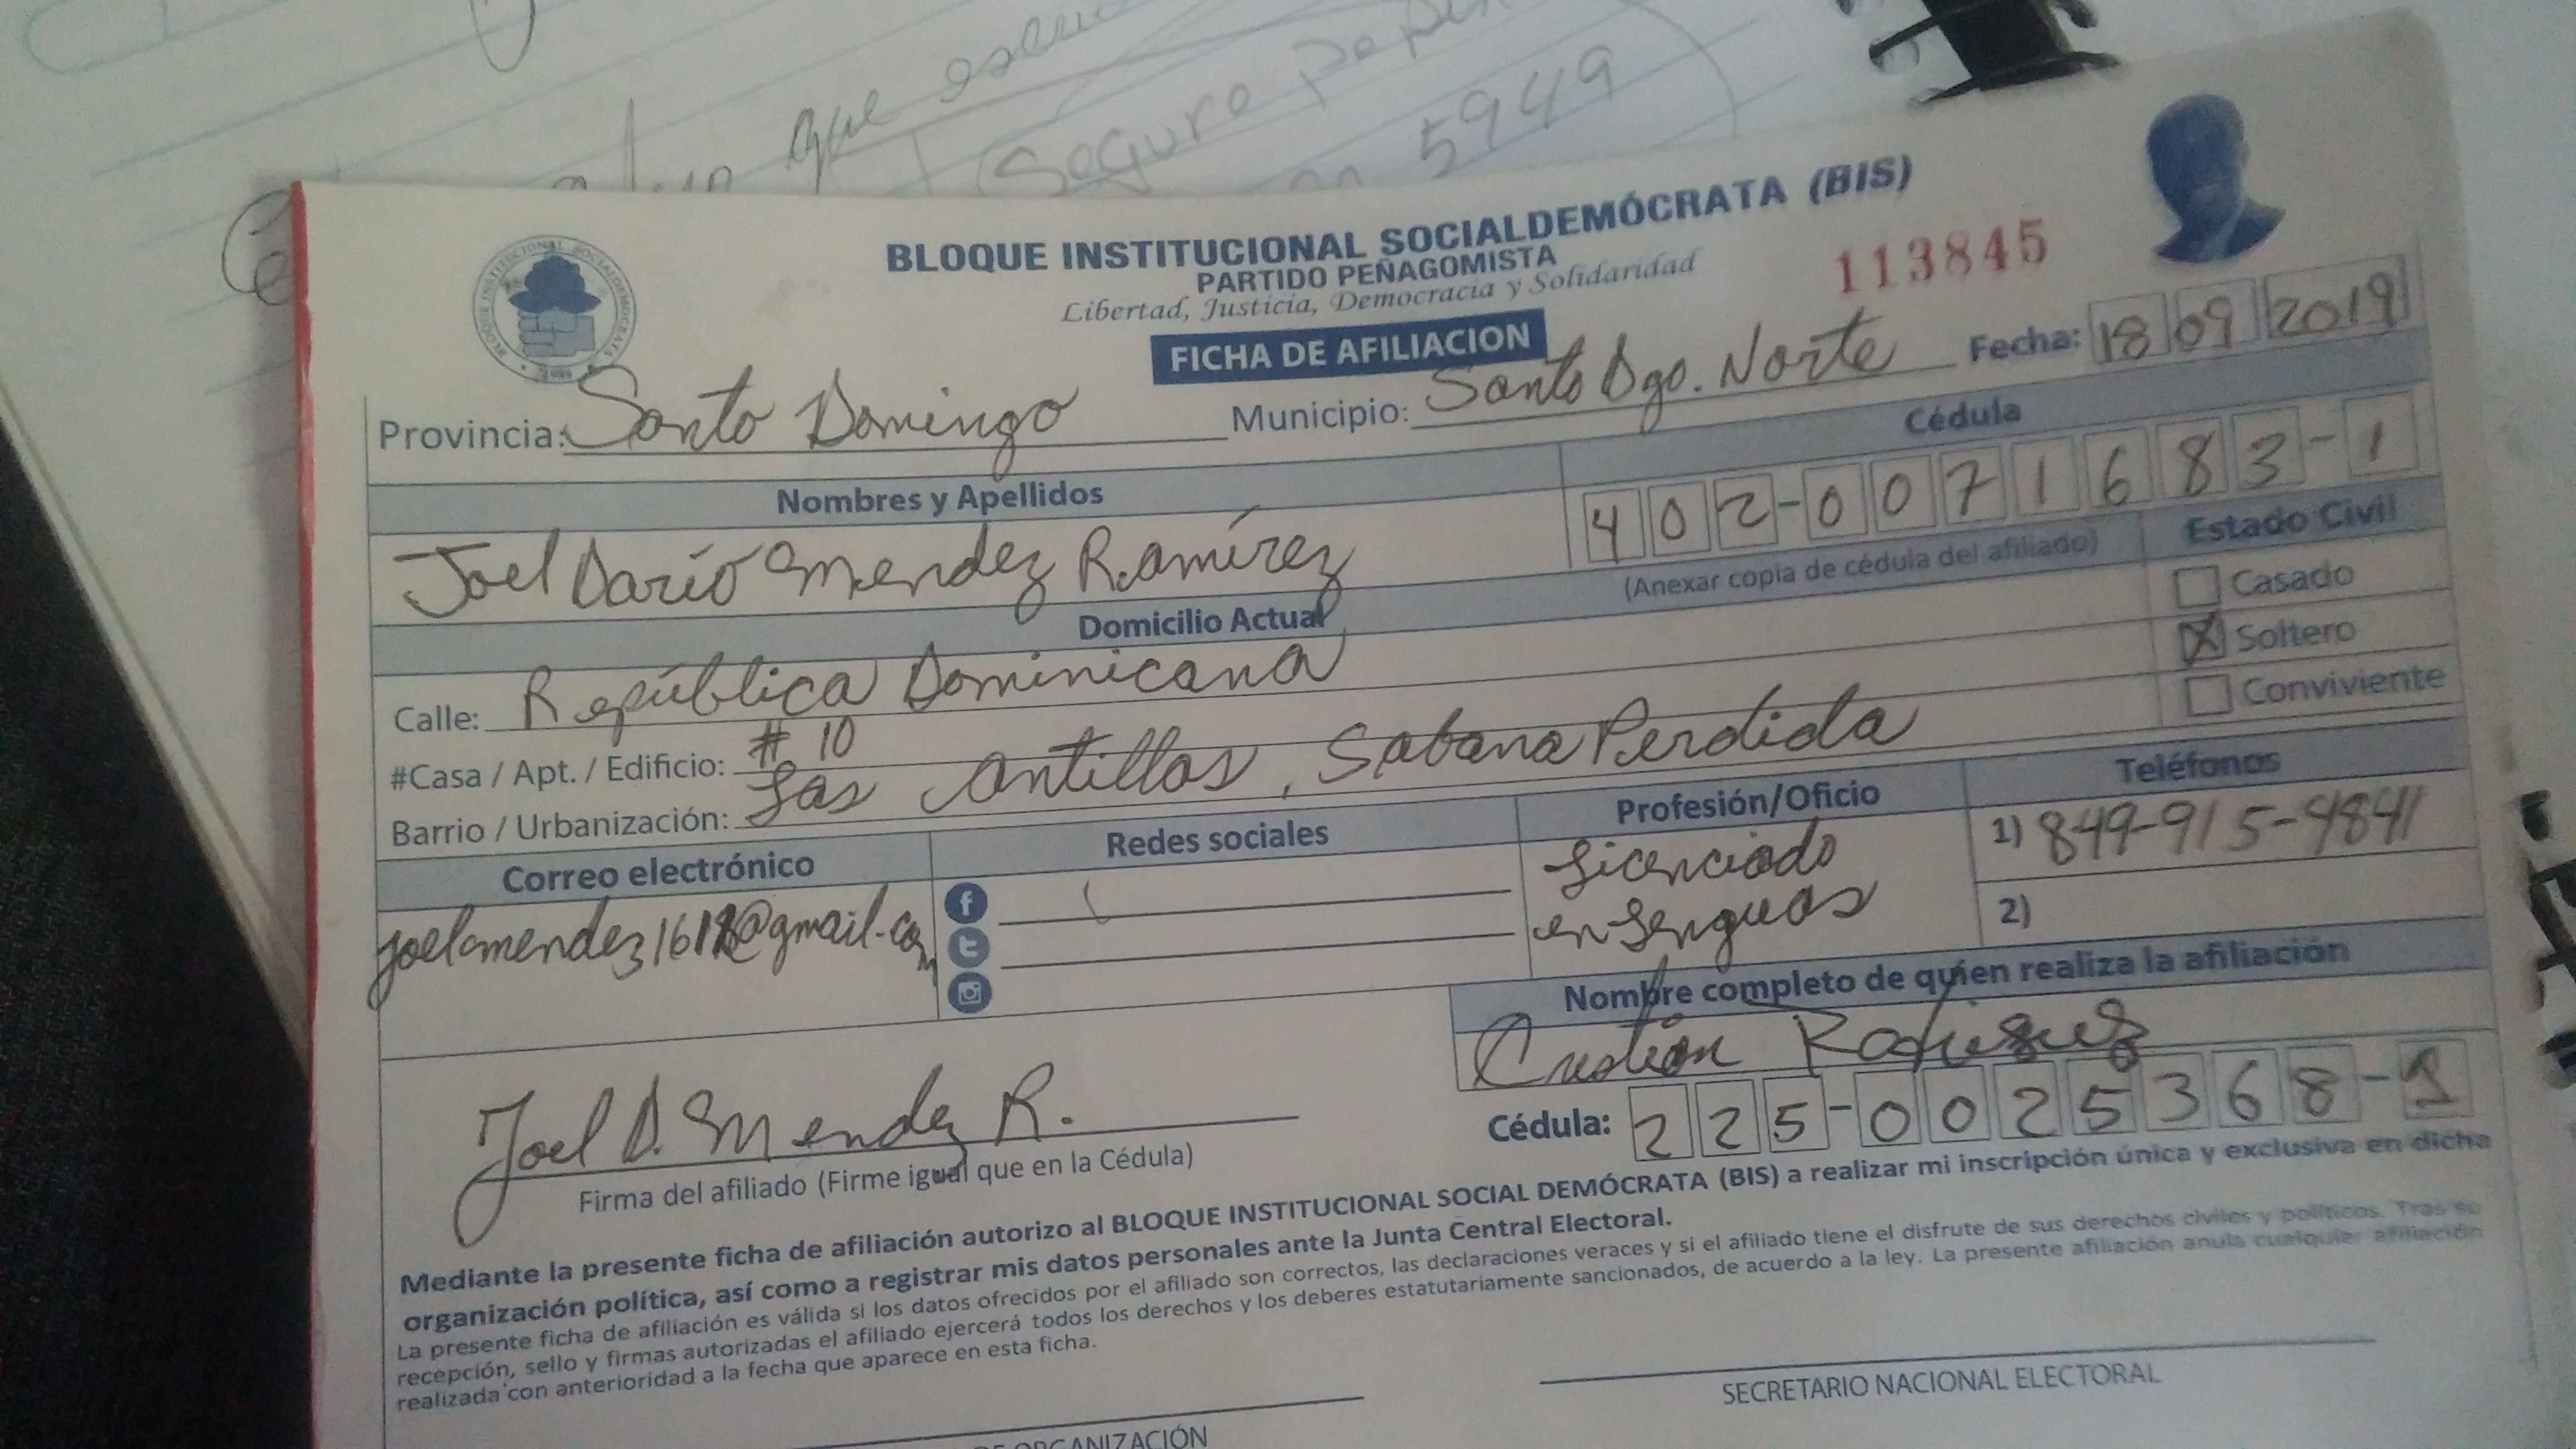 que
Seguro
5949
BLOQUE INSTITUCIONAL SOCIALDEMÓCRATA (BIS)
PARTIDO PEÑAGOMISTA
Libertad, Justicia, Democracia y Solidaridad
113845
FICHA DE AFILIACION
Fecha: 18 09 2019
Provincia: Santo Domingo Municipio: Santo Dgo. Norte
Nombres y Apellidos Cédula
Joel Darío Mendez Ramírez 402-0071683-1
(Anexar copia de cédula del afiliado)
Estado Civil
Casado
X Soltero
Conviviente
Domicilio Actual
Calle: República Dominicana
#Casa / Apt. / Edificio: # 10
Barrio / Urbanización: Las Antillas, Sabana Perdida
Correo electrónico Redes sociales Profesión/Oficio Teléfonos
Licenciado
en Lenguas
1) 849-915-4841
2)
Nombre completo de quien realiza la afiliación
Rodriguez
Cédula: 225-0025368-1
Joel D. Mendez R.
Firma del afiliado (Firme igual que en la Cédula)
Mediante la presente ficha de afiliación autorizo al BLOQUE INSTITUCIONAL SOCIAL DEMÓCRATA (BIS) a realizar mi inscripción única y exclusiva en dicha
organización política, así como a registrar mis datos personales ante la Junta Central Electoral.
La presente ficha de afiliación es válida si los datos ofrecidos por el afiliado son correctos, las declaraciones veraces y si el afiliado tiene el disfrute de sus derechos civiles y políticos. Tras su
recepción, sello y firmas autorizadas el afiliado ejercerá todos los derechos y los deberes estatutariamente sancionados, de acuerdo a la ley. La presente afiliación anula cualquier afiliación
realizada con anterioridad a la fecha que aparece en esta ficha.
SECRETARIO NACIONAL ELECTORAL
ORGANIZACIÓN